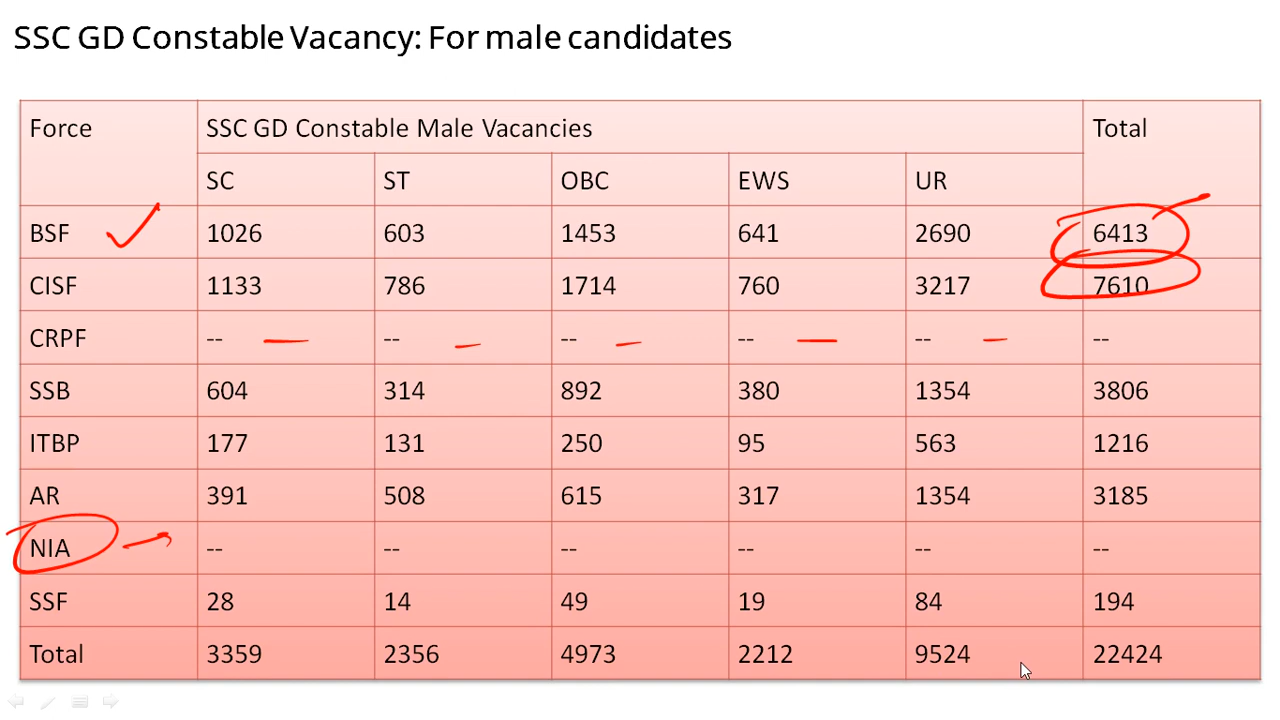 SSC GD Constable Vacancy: For male candidates
Force SSC GD Constable Male Vacancies Total
SC ST OBC EWS UR
BSF 1026 603 1453 641 2690 6413
CISF 1133 786 1714 760 3217 7610
CRPF -- -- -- -- -- --
SSB 604 314 892 380 1354 3806
ITBP 177 131 250 95 563 1216
AR 391 508 615 317 1354 3185
NIA -- -- -- -- -- --
SSF 28 14 49 19 84 194
Total 3359 2356 4973 2212 9524 22424